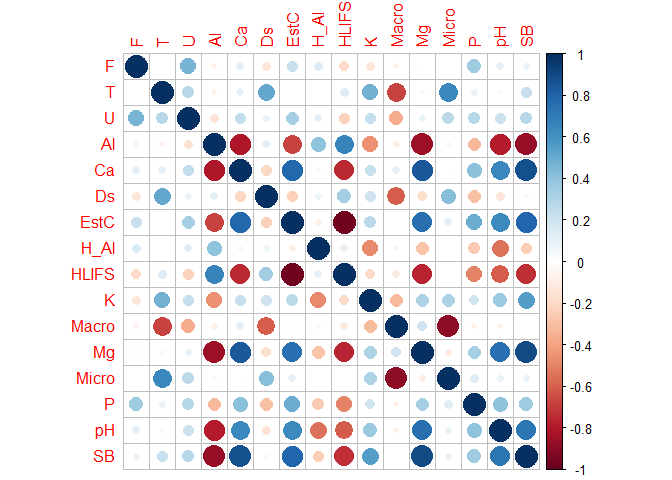 F T U Al Ca Ds EstC H_Al HLIFS K Macro Mg Micro P pH SB
F
T
U
Al
Ca
Ds
EstC
H_Al
HLIFS
K
Macro
Mg
Micro
P
pH
SB
1
0.8
0.6
0.4
0.2
0
-0.2
-0.4
-0.6
-0.8
-1